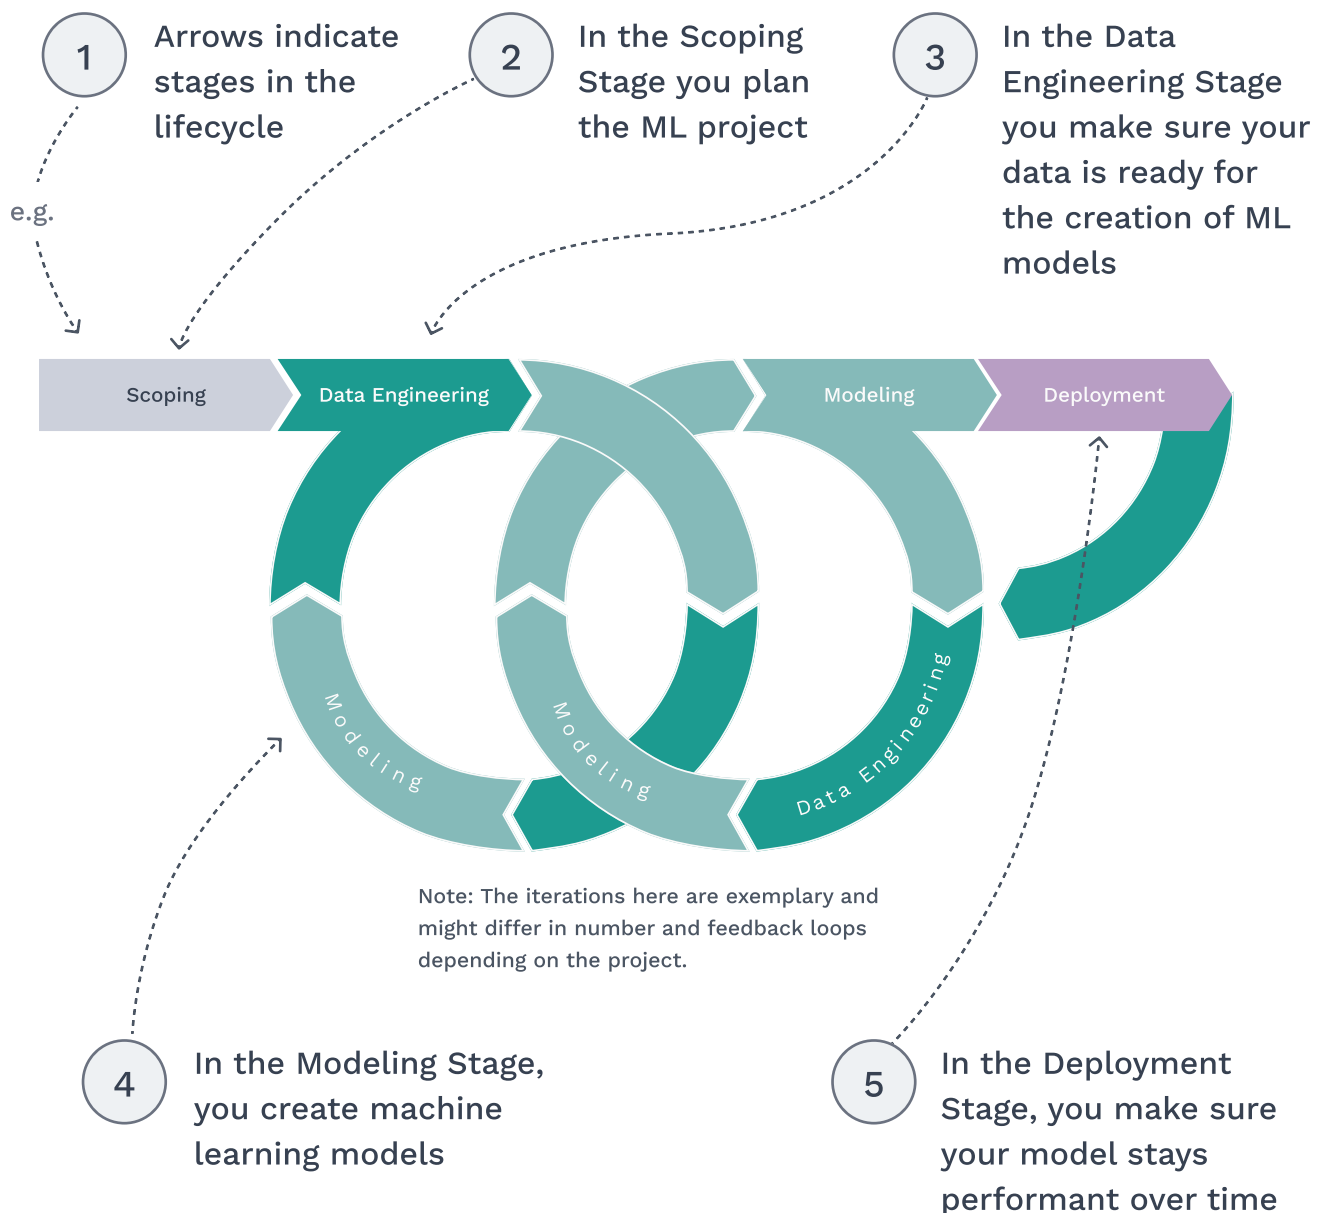 1
Arrows indicate
stages in the
lifecycle
2
In the Scoping
Stage you plan
the ML project
3
In the Data
Engineering Stage
you make sure your
data is ready for
the creation of ML
models
e.g.
Scoping
Data Engineering
Modeling
Deployment
Modeling
Modeling
Data Engineering
Note: The iterations here are exemplary and
might differ in number and feedback loops
depending on the project.
4
In the Modeling Stage,
you create machine
learning models
5
In the Deployment
Stage, you make sure
your model stays
performant over time